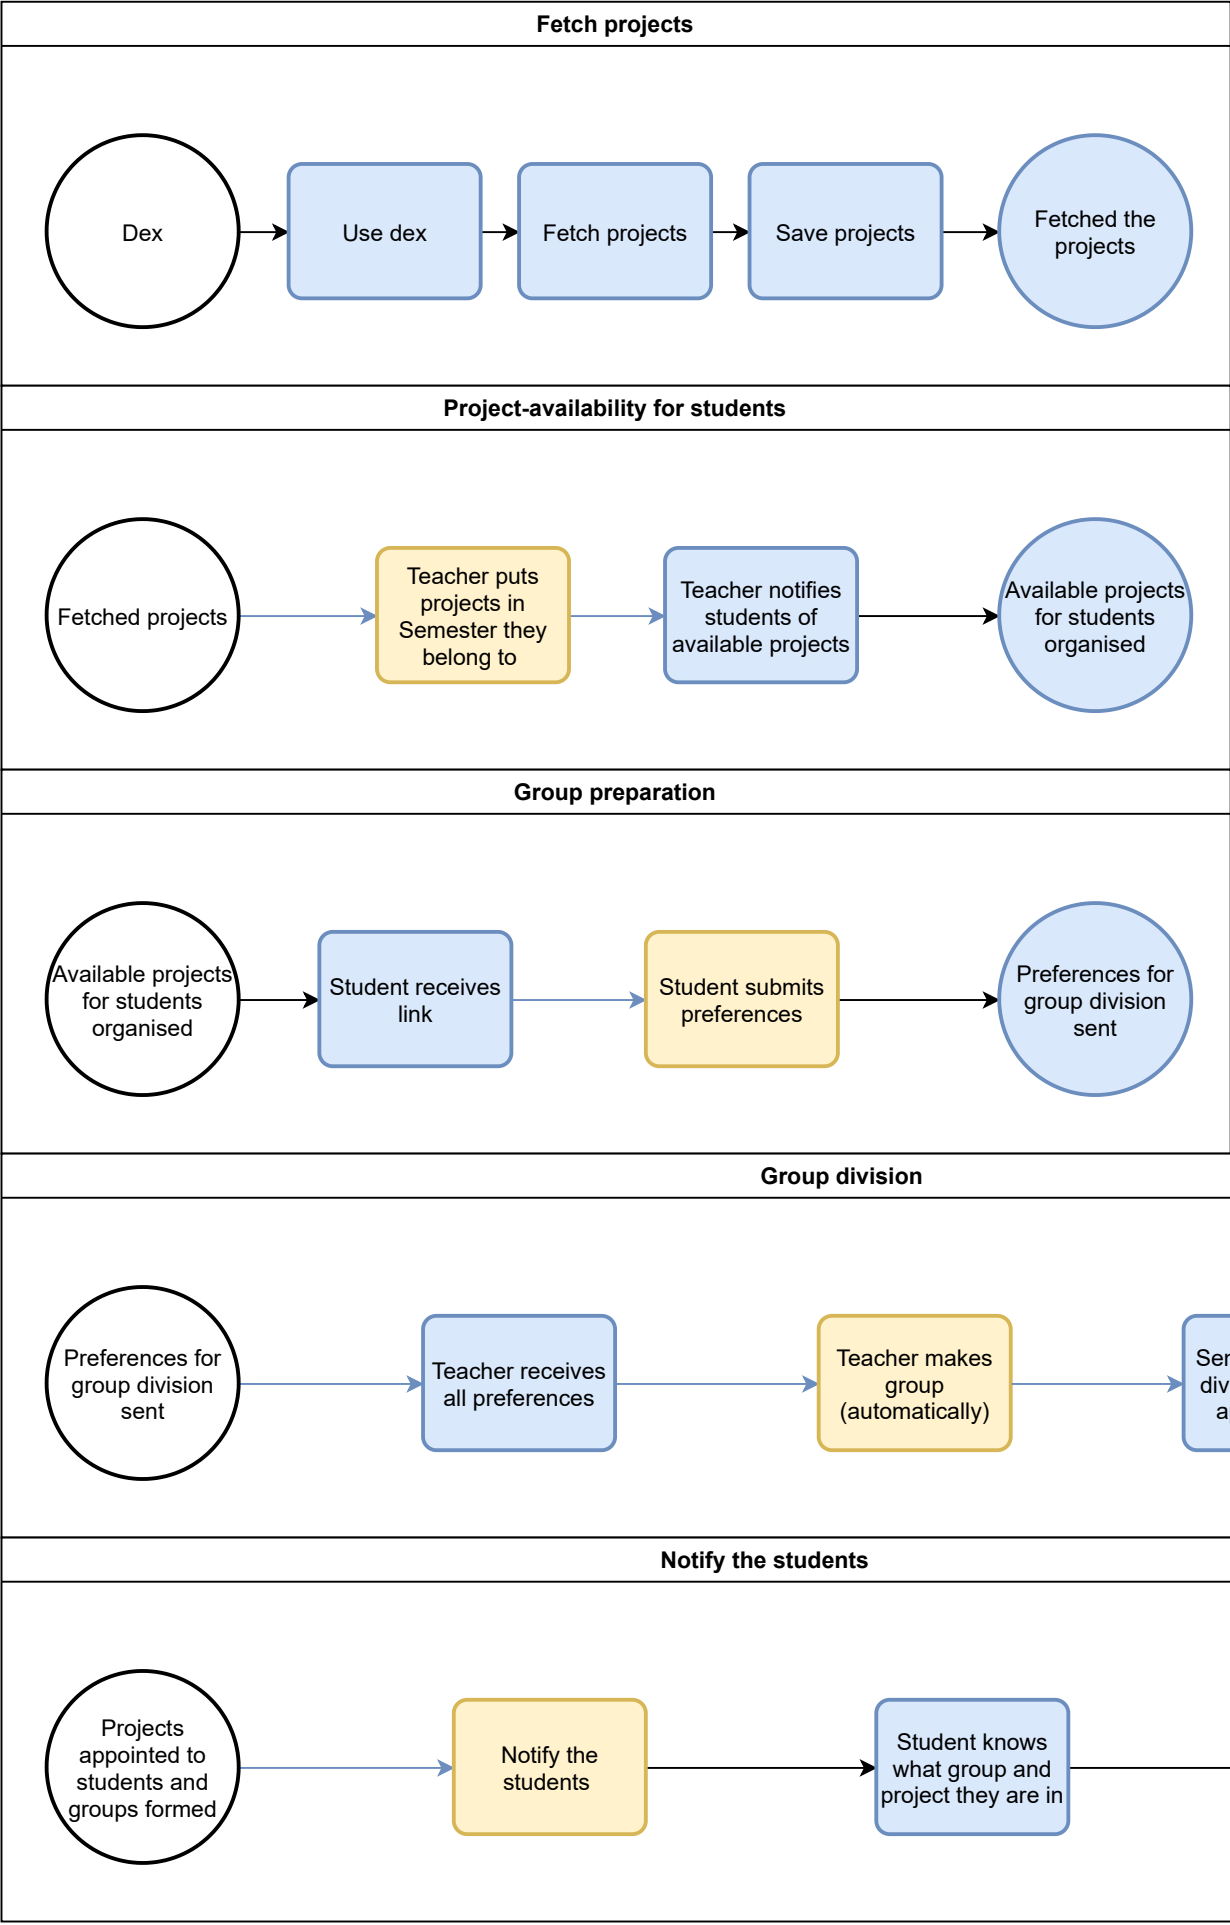 Fetch projects
Dex
Use dex
Fetch projects
Save projects
Fetched the
projects
Project-availability for students
Fetched projects
Teacher puts
projects in
Semester they
belong to
Teacher notifies
students of
available projects
Available projects
for students
organised
Group preparation
Available projects
for students
organised
Student receives
link
Student submits
preferences
Preferences for
group division
sent
Group division
Preferences for
group division
sent
Teacher receives
all preferences
Teacher makes
group
(automatically)
Notify the students
Projects
appointed to
students and
groups formed
Notify the
students
Student knows
what group and
project they are in